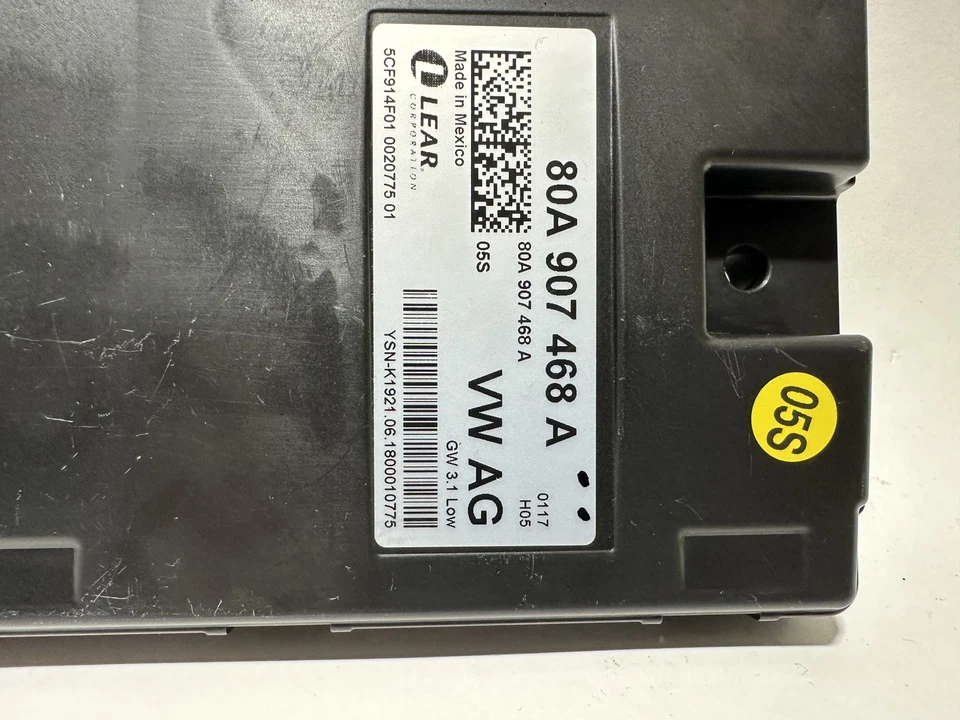 80A 907 468 A
80A 907 468 A
05S
VW AG
0117
H05
GW 3.1 Low
Made in Mexico
LEAR
CORPORATION
YSN-K1921.06.1800010775
5CF914F01 0020775 01
05S